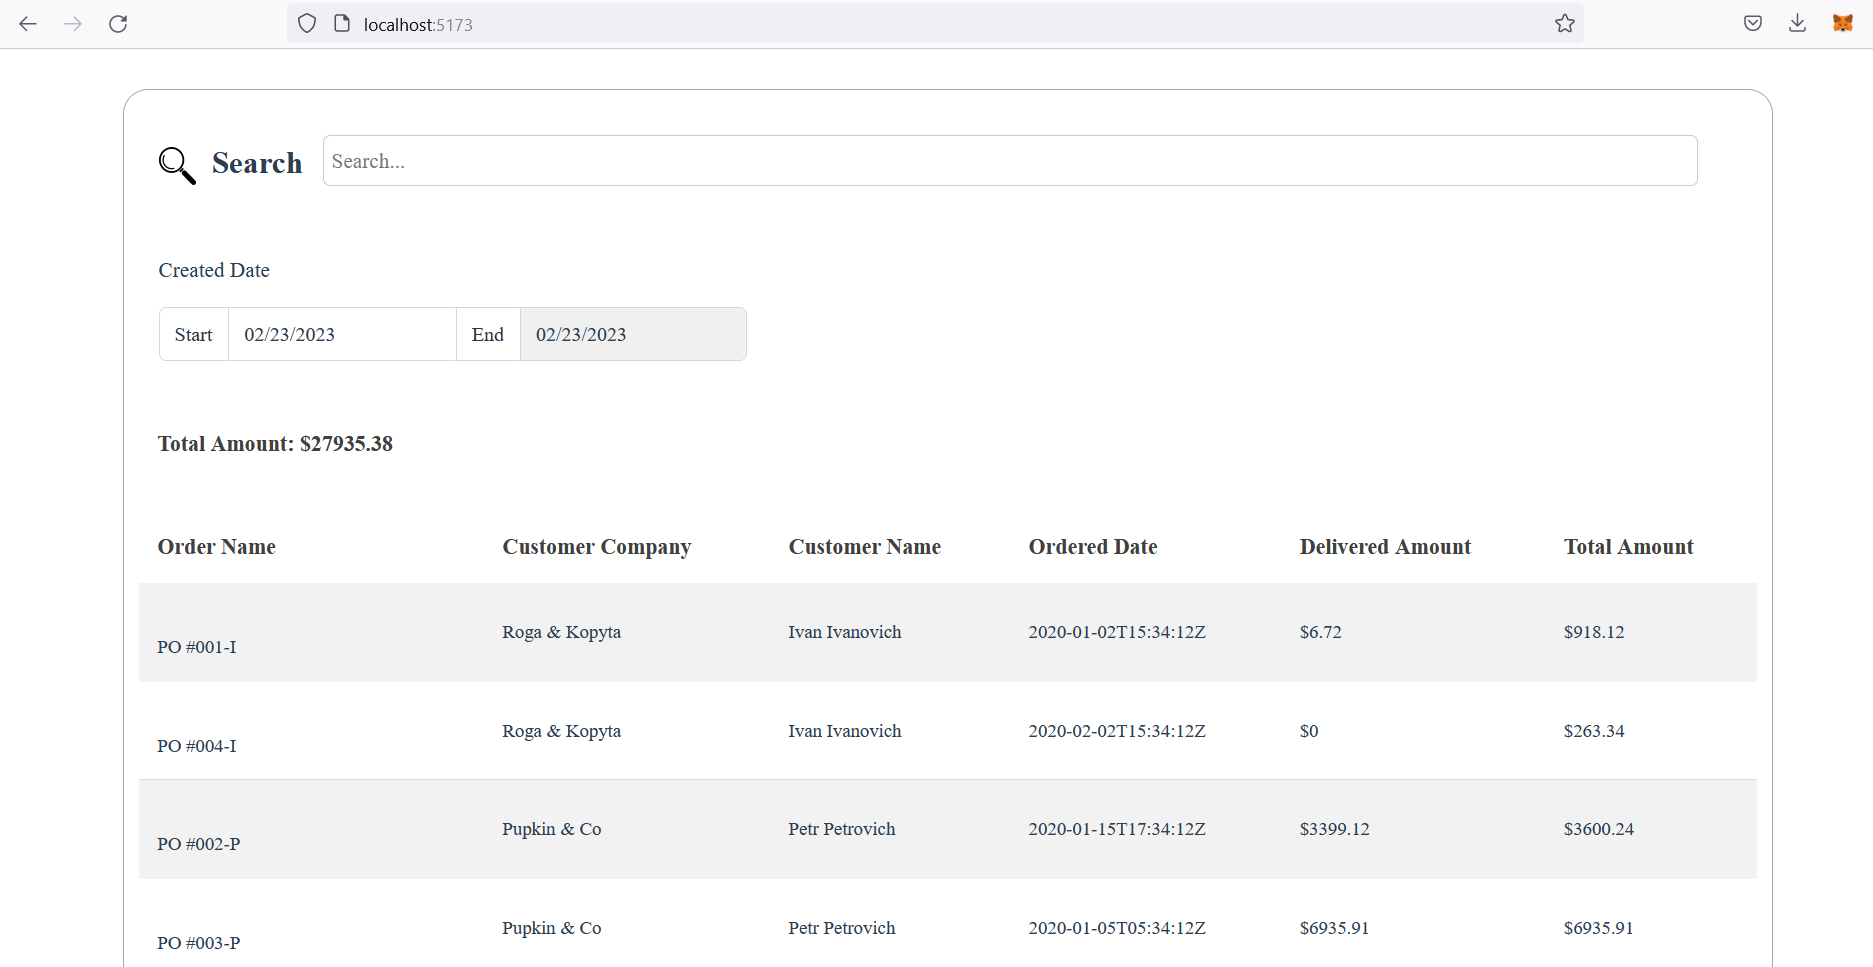 localhost:5173
Search Search...
Created Date
Start 02/23/2023 End 02/23/2023
Total Amount: $27935.38
Order Name Customer Company Customer Name Ordered Date Delivered Amount Total Amount
PO #001-I Roga & Kopyta Ivan Ivanovich 2020-01-02T15:34:12Z $6.72 $918.12
PO #004-I Roga & Kopyta Ivan Ivanovich 2020-02-02T15:34:12Z $0 $263.34
PO #002-P Pupkin & Co Petr Petrovich 2020-01-15T17:34:12Z $3399.12 $3600.24
PO #003-P Pupkin & Co Petr Petrovich 2020-01-05T05:34:12Z $6935.91 $6935.91